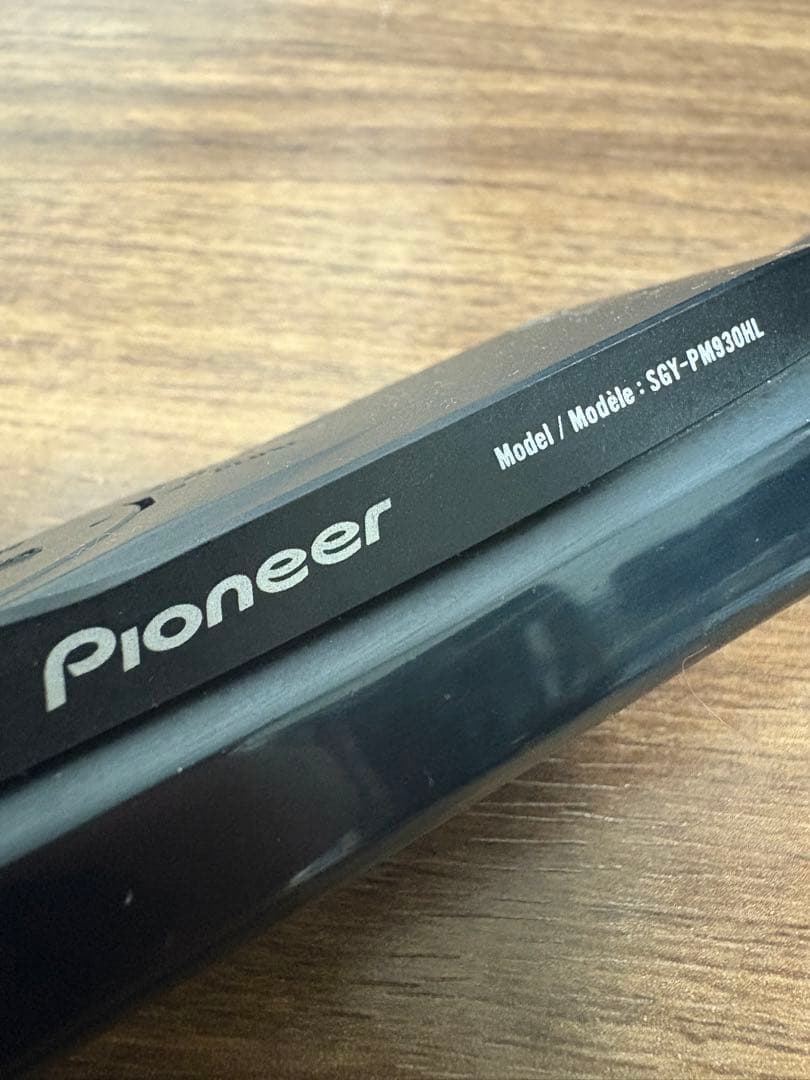 Pioneer
Model / Modèle : SGY-PM930HL